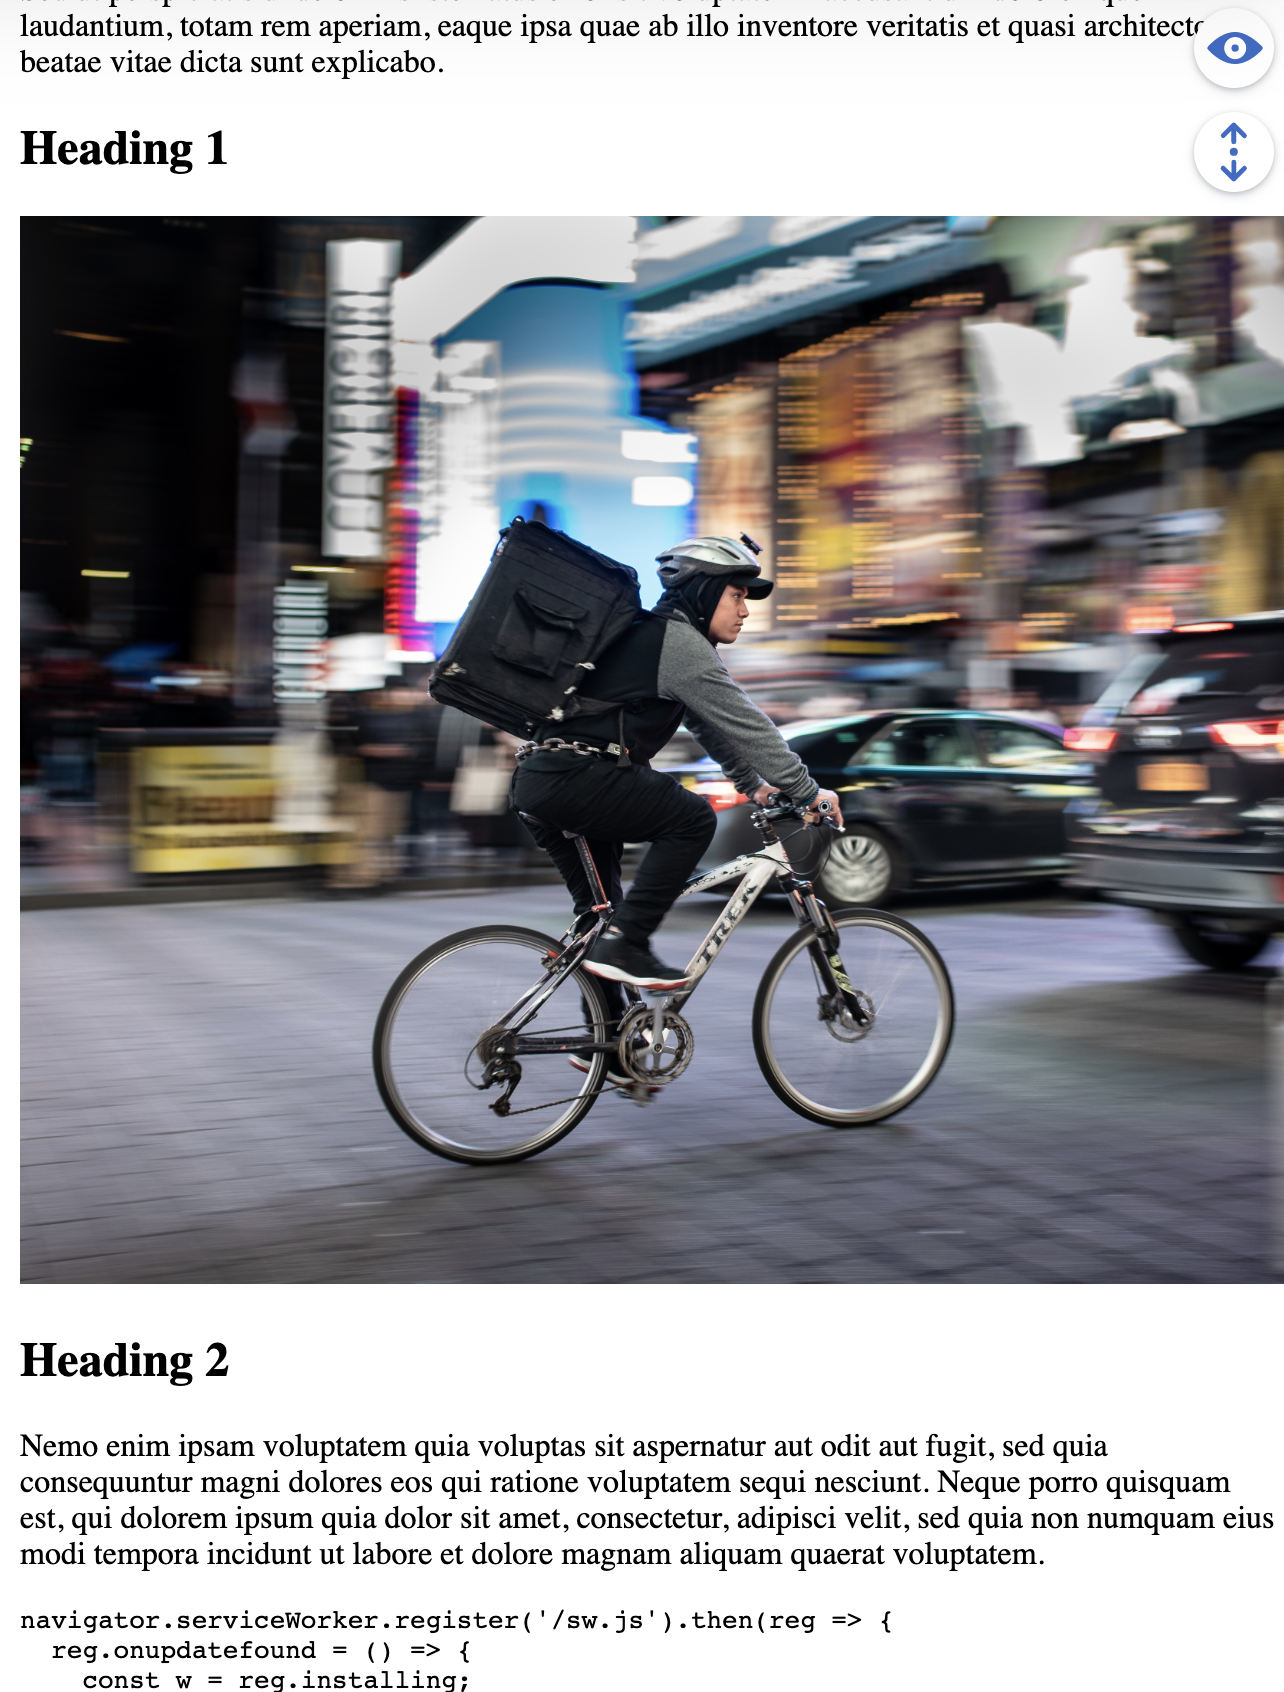 laudantium, totam rem aperiam, eaque ipsa quae ab illo inventore veritatis et quasi
beatae vitae dicta sunt explicabo.
Heading 1
TREK
Heading 2
Nemo enim ipsam voluptatem quia voluptas sit aspernatur aut odit aut fugit, sed quia
consequuntur magni dolores eos qui ratione voluptatem sequi nesciunt. Neque porro quisquam
est, qui dolorem ipsum quia dolor sit amet, consectetur, adipisci velit, sed quia non numquam eius
modi tempora incidunt ut labore et dolore magnam aliquam quaerat voluptatem.
navigator.serviceWorker.register('/sw.js').then(reg => {
  reg.onupdatefound = () => {
    const w = reg.installing;